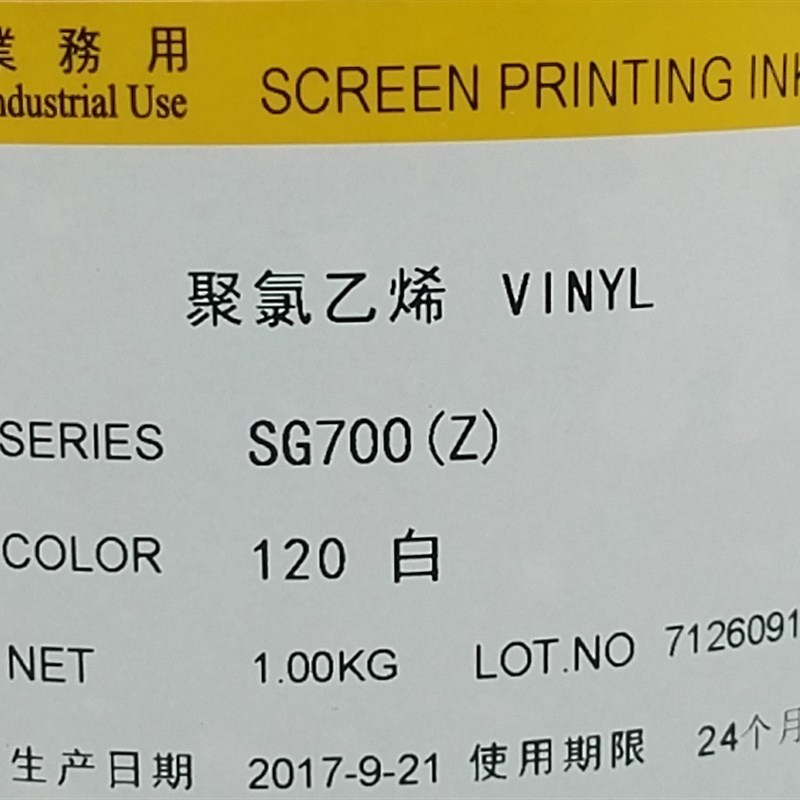 業務用
Industrial Use SCREEN PRINTING INK
聚氯乙烯 VINYL
SERIES SG700(Z)
COLOR 120 白
NET 1.00KG LOT.NO 7126091
生产日期 2017-9-21 使用期限 24个月